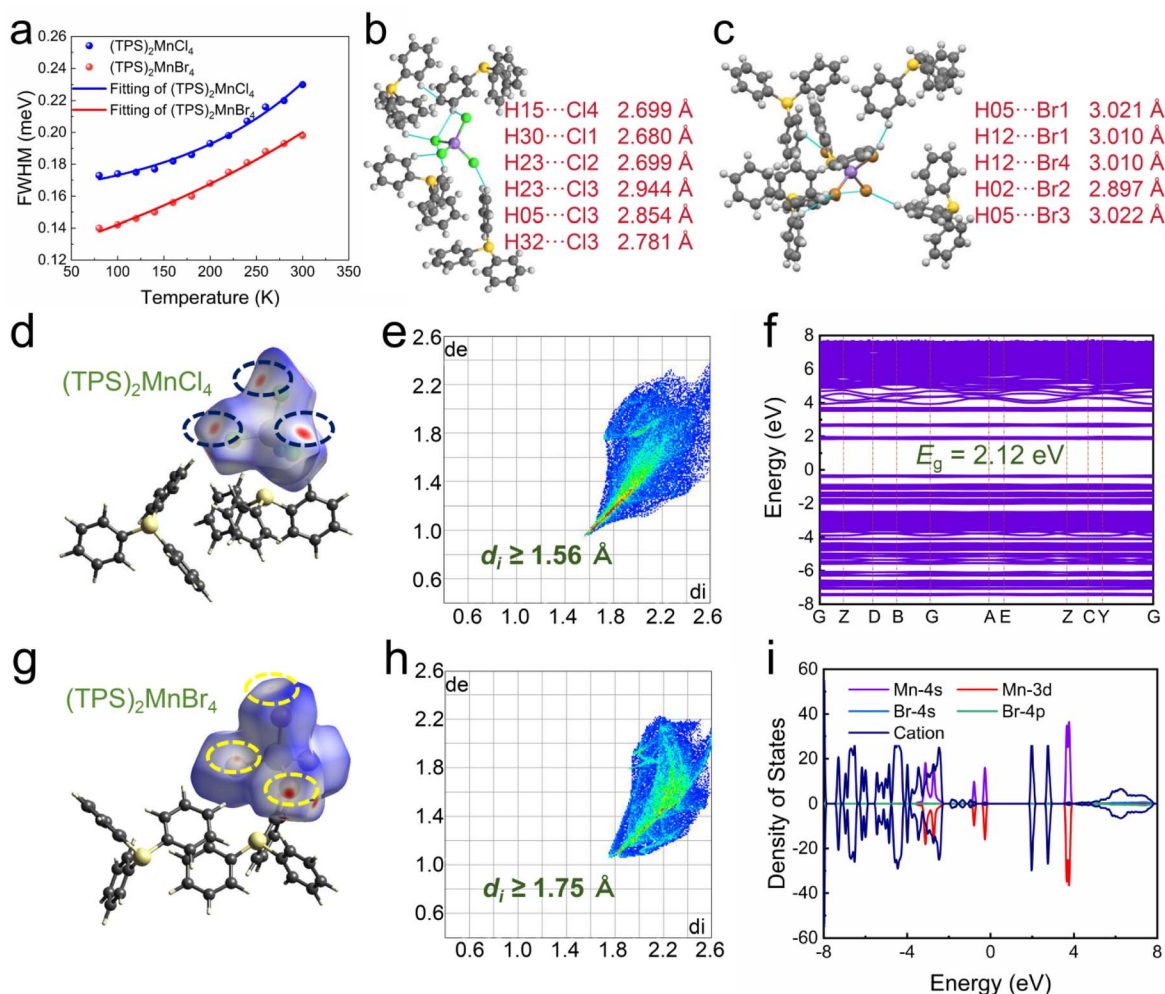 a
(TPS)₂MnCl₄
(TPS)₂MnBr₄
Fitting of (TPS)₂MnCl₄
Fitting of (TPS)₂MnBr₄
FWHM (meV)
0.26
0.24
0.22
0.20
0.18
0.16
0.14
0.12
50 100 150 200 250 300 350
Temperature (K)
b
H15···Cl4 2.699 Å
H30···Cl1 2.680 Å
H23···Cl2 2.699 Å
H23···Cl3 2.944 Å
H05···Cl3 2.854 Å
H32···Cl3 2.781 Å
c
H05···Br1 3.021 Å
H12···Br1 3.010 Å
H12···Br4 3.010 Å
H02···Br2 2.897 Å
H05···Br3 3.022 Å
d
(TPS)₂MnCl₄
e
de
2.6
2.2
1.8
1.4
1.0
0.6
dᵢ ≥ 1.56 Å
di
0.6 1.0 1.4 1.8 2.2 2.6
f
Energy (eV)
8
6
4
2
0
-2
-4
-6
-8
Eg = 2.12 eV
G Z D B G A E Z C Y G
g
(TPS)₂MnBr₄
h
de
2.6
2.2
1.8
1.4
1.0
0.6
dᵢ ≥ 1.75 Å
di
0.6 1.0 1.4 1.8 2.2 2.6
i
Density of States
60
40
20
0
-20
-40
-60
Mn-4s Mn-3d
Br-4s Br-4p
Cation
-8 -4 0 4 8
Energy (eV)